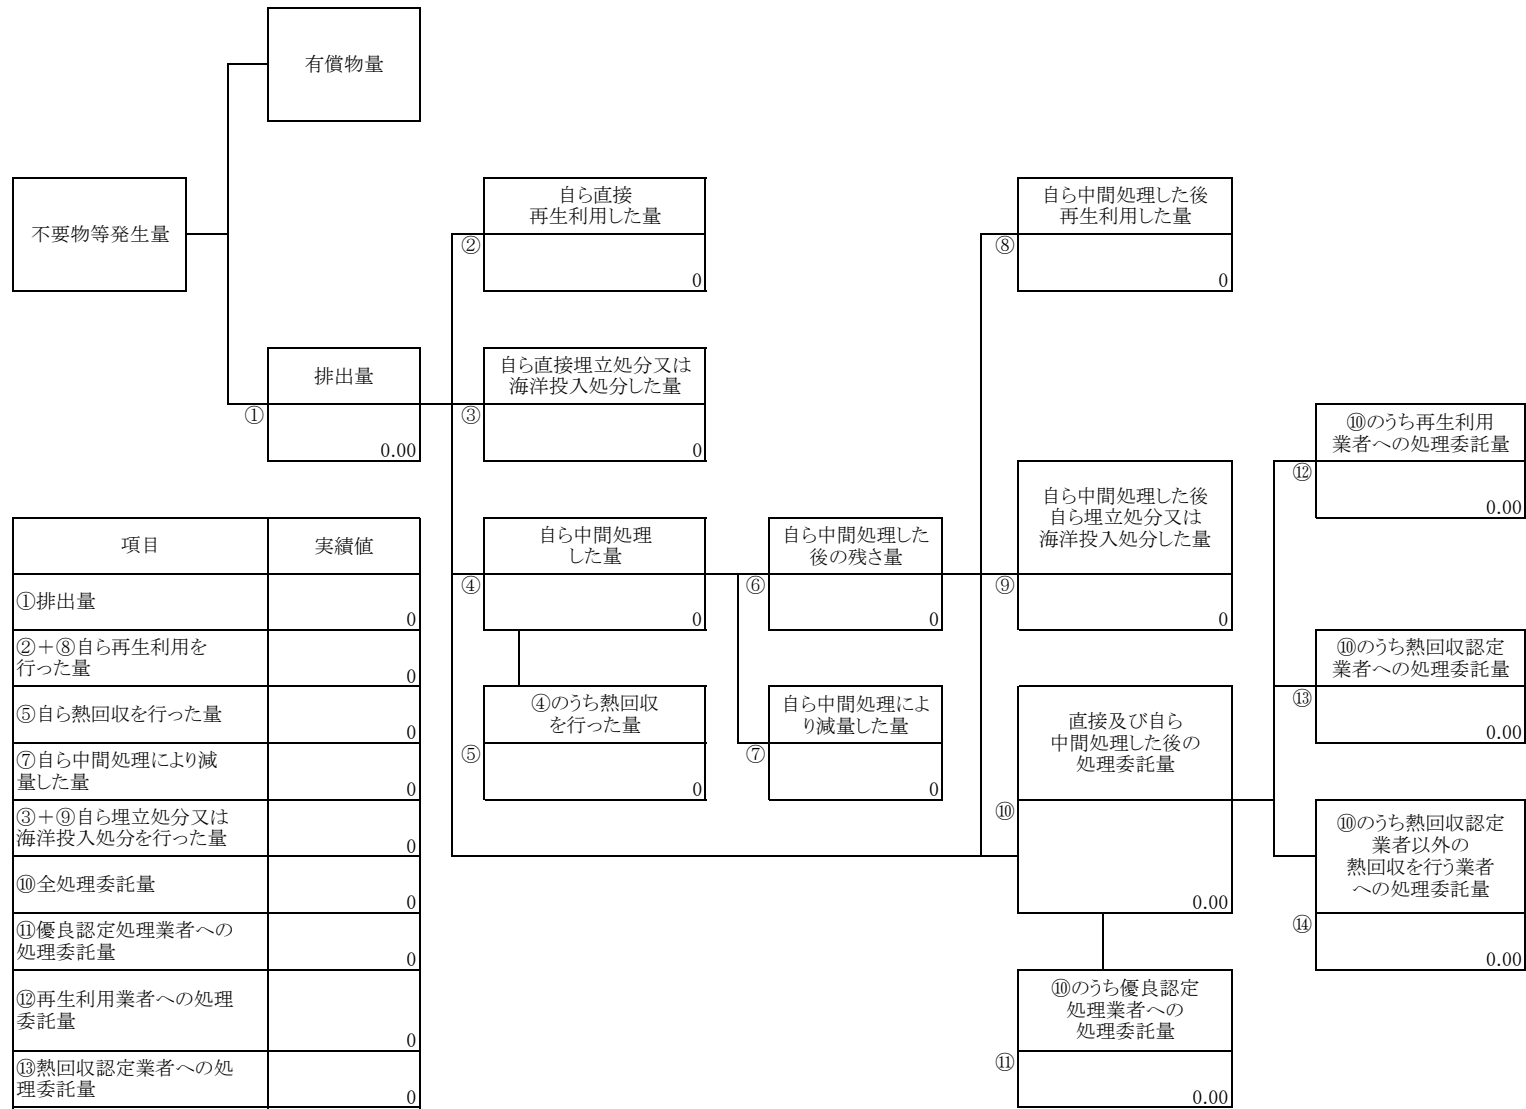 有償物量
不要物等発生量
自ら直接
再生利用した量
②
0
自ら中間処理した後
再生利用した量
⑧
0
排出量
①
0.00
自ら直接埋立処分又は
海洋投入処分した量
③
0
⑩のうち再生利用
業者への処理委託量
⑫
0.00
自ら中間処理
した量
④
0
自ら中間処理した
後の残さ量
⑥
0
自ら中間処理した後
自ら埋立処分又は
海洋投入処分した量
⑨
0
⑩のうち熱回収認定
業者への処理委託量
⑬
0.00
④のうち熱回収
を行った量
⑤
0
自ら中間処理によ
り減量した量
⑦
0
直接及び自ら
中間処理した後の
処理委託量
⑩
0.00
⑩のうち熱回収認定
業者以外の
熱回収を行う業者
への処理委託量
⑭
0.00
⑩のうち優良認定
処理業者への
処理委託量
⑪
0.00
項目
実績値
①排出量
0
②＋⑧自ら再生利用を
行った量
0
⑤自ら熱回収を行った量
0
⑦自ら中間処理により減
量した量
0
③＋⑨自ら埋立処分又は
海洋投入処分を行った量
0
⑩全処理委託量
0
⑪優良認定処理業者への
処理委託量
0
⑫再生利用業者への処理
委託量
0
⑬熱回収認定業者への処
理委託量
0